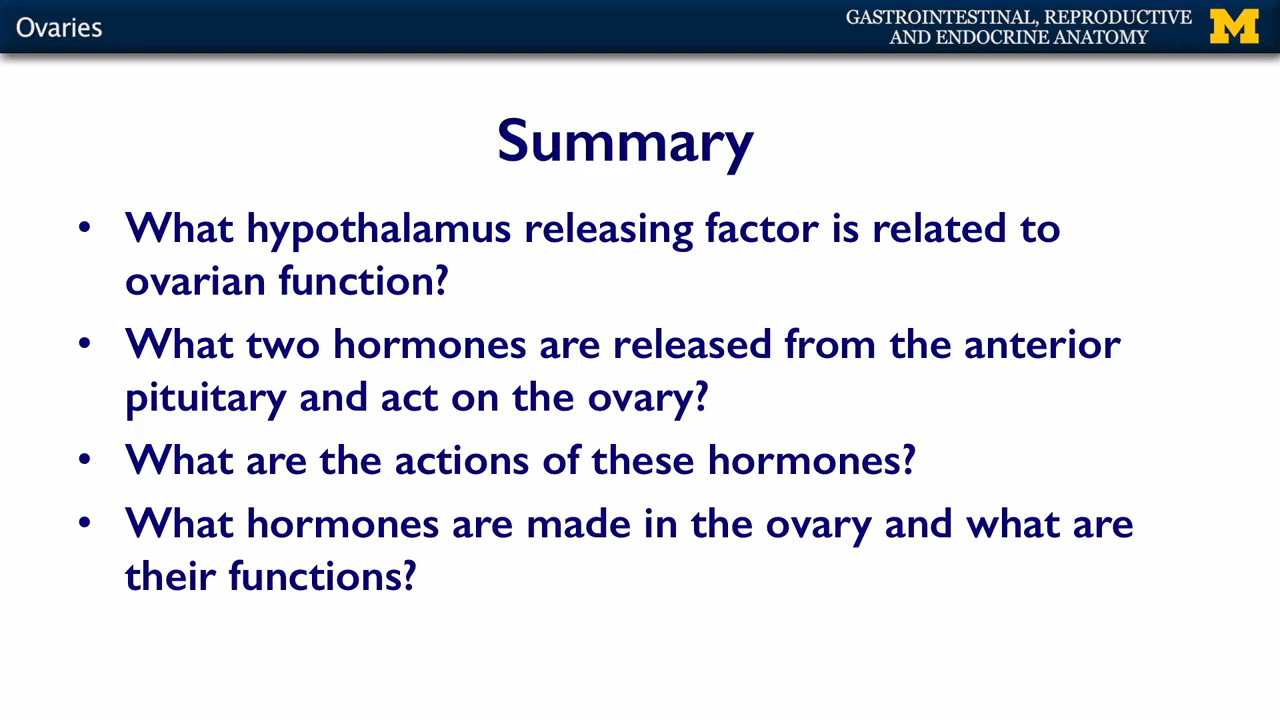 Ovaries
GASTROINTESTINAL, REPRODUCTIVE
AND ENDOCRINE ANATOMY
M
Summary
• What hypothalamus releasing factor is related to
ovarian function?
• What two hormones are released from the anterior
pituitary and act on the ovary?
• What are the actions of these hormones?
• What hormones are made in the ovary and what are
their functions?